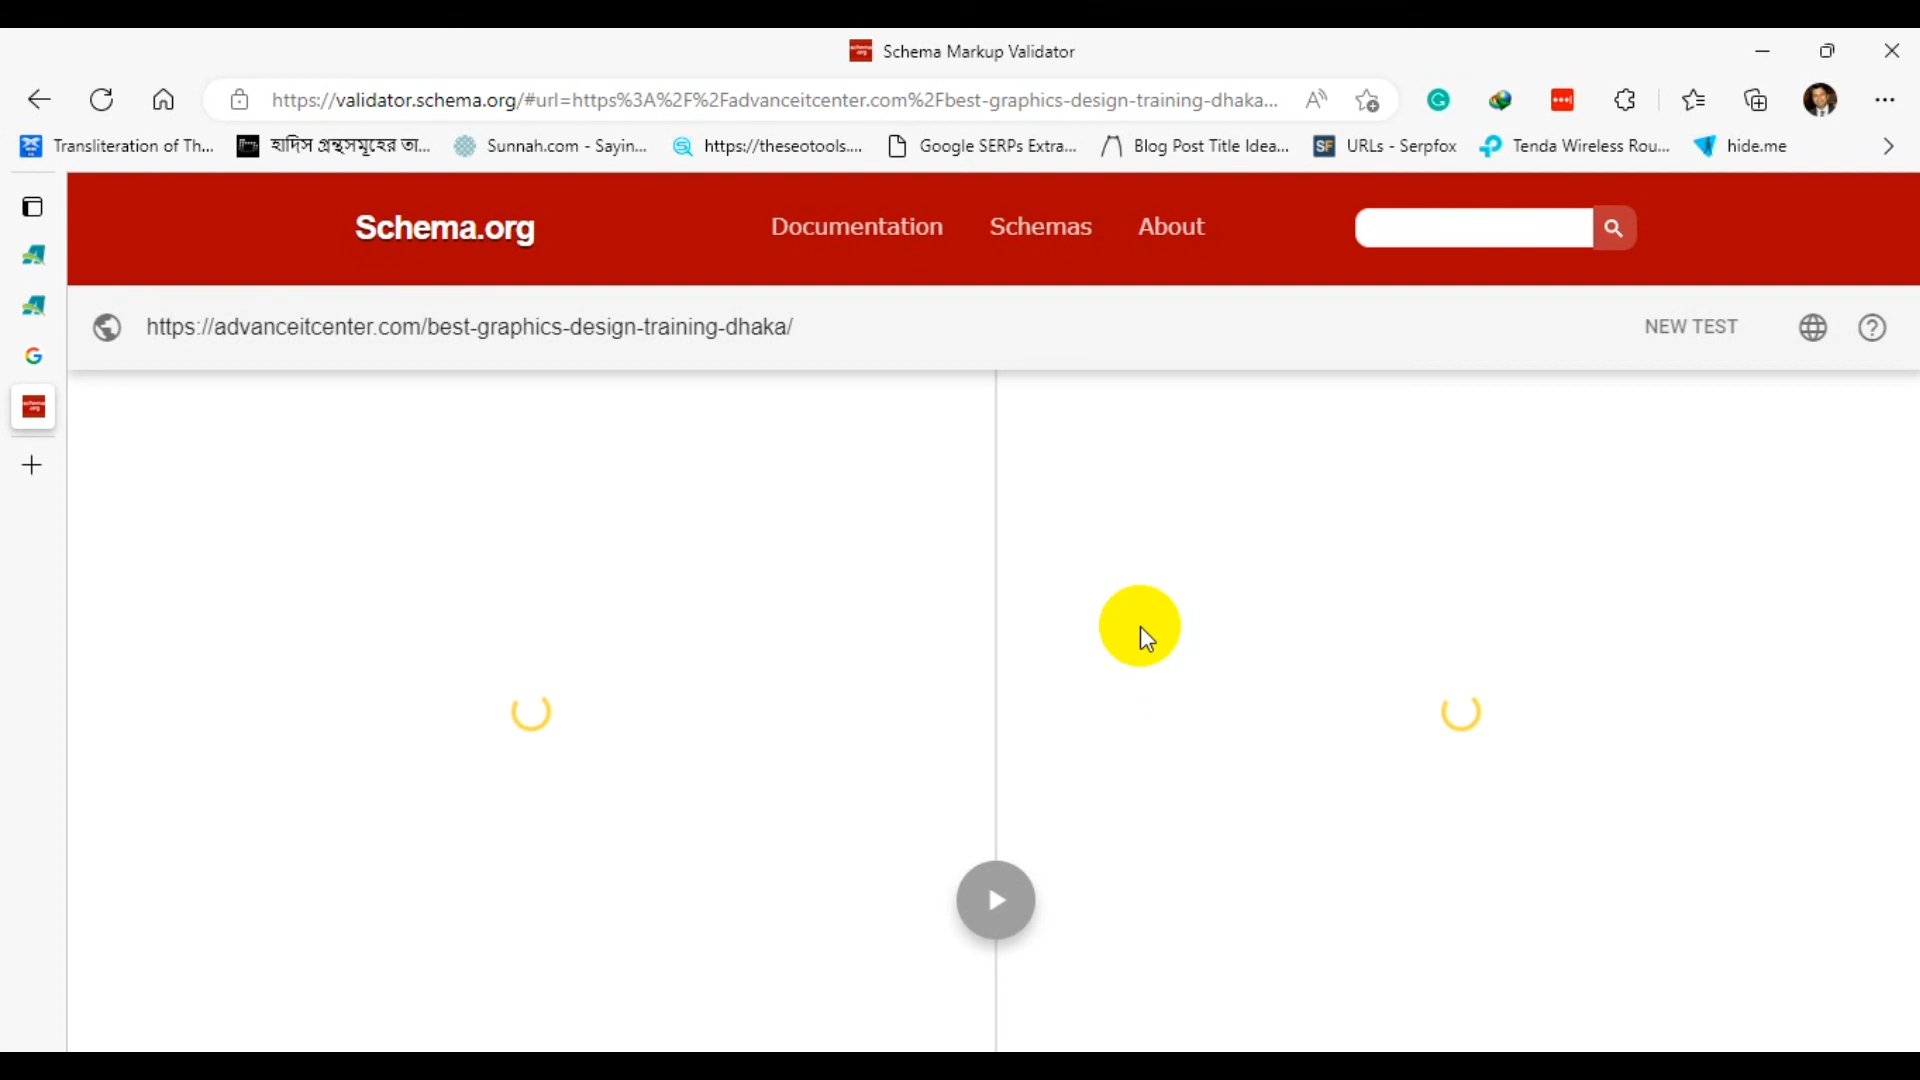 Schema Markup Validator
https://validator.schema.org/#url=https%3A%2F%2Fadvanceitcenter.com%2Fbest-graphics-design-training-dhaka...
Transliteration of Th... হাদিস গ্রন্থসমূহের তা... Sunnah.com - Sayin... https://theseotools.... Google SERPs Extra... Blog Post Title Idea... SF URLs - Serpfox Tenda Wireless Rou... hide.me
Schema.org Documentation Schemas About
https://advanceitcenter.com/best-graphics-design-training-dhaka/ NEW TEST